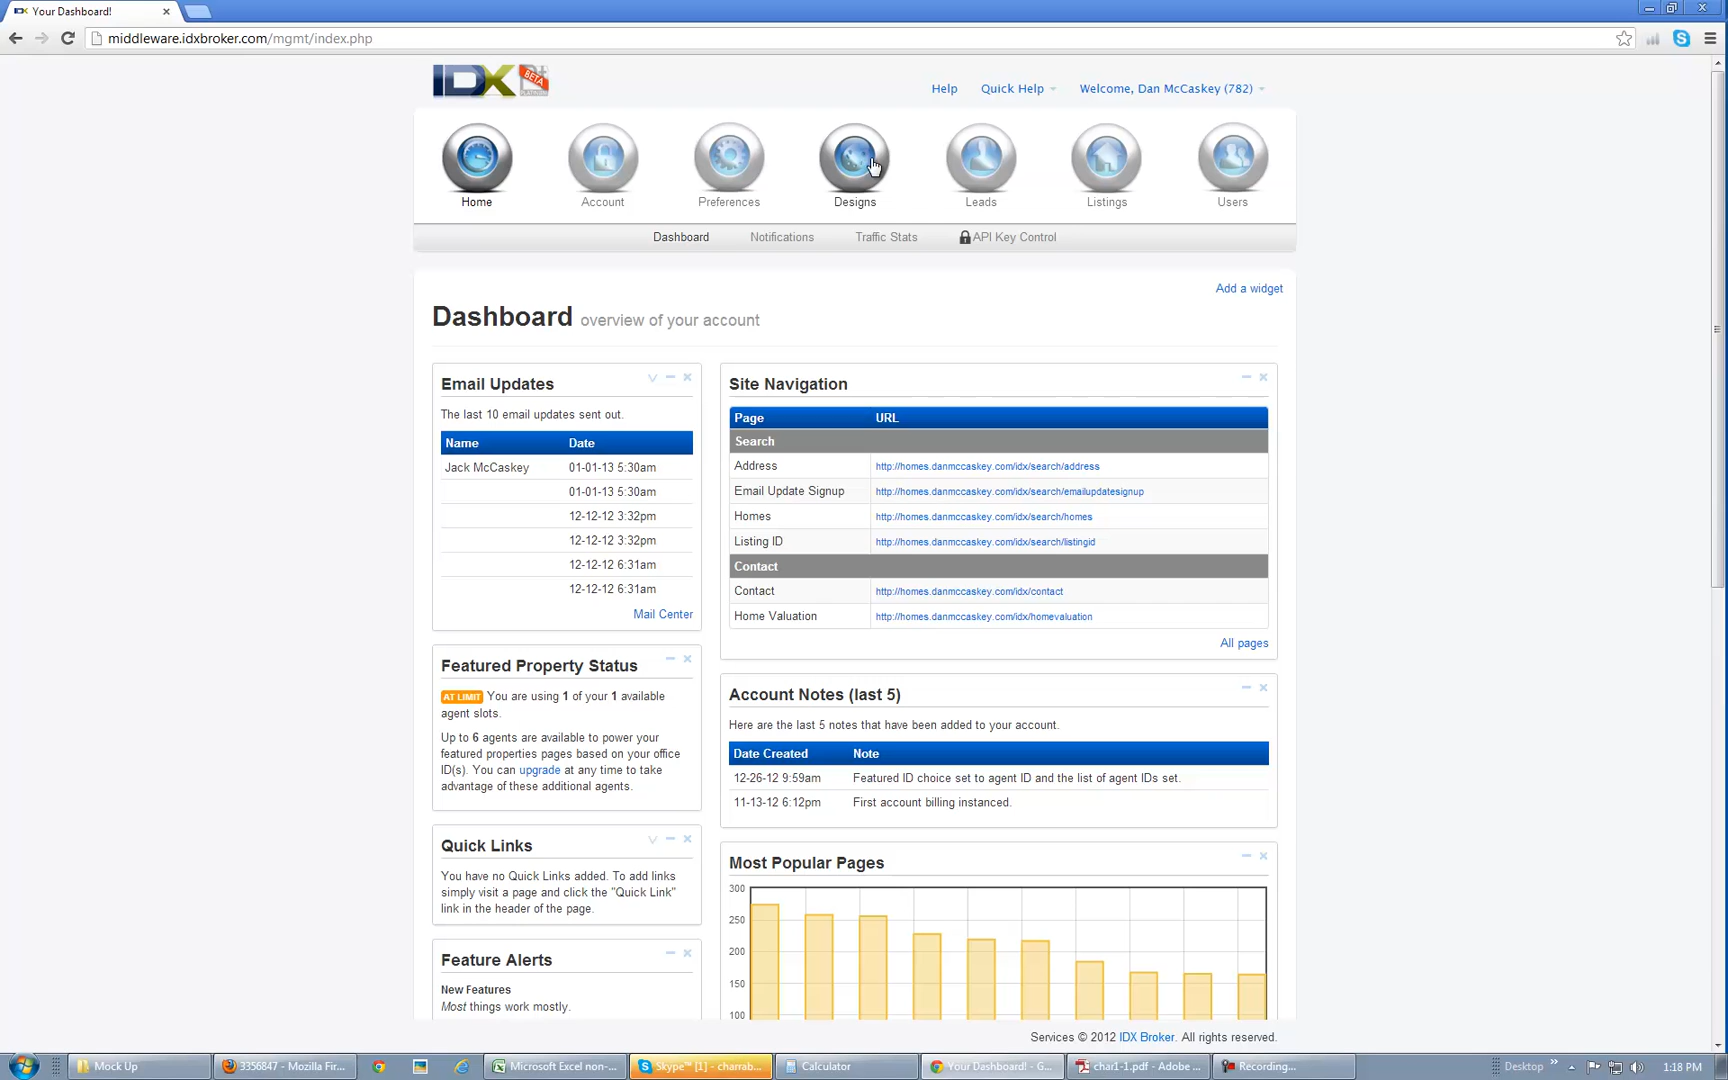 Your Dashboard!
middleware.idxbroker.com/mgmt/index.php
IDX BETA
Help Quick Help Welcome, Dan McCaskey (782)
Home Account Preferences Designs Leads Listings Users
Dashboard Notifications Traffic Stats API Key Control
Add a widget
Dashboard overview of your account
Email Updates
The last 10 email updates sent out.
Name Date
Jack McCaskey 01-01-13 5:30am
01-01-13 5:30am
12-12-12 3:32pm
12-12-12 3:32pm
12-12-12 6:31am
12-12-12 6:31am
Mail Center
Featured Property Status
AT LIMIT You are using 1 of your 1 available
agent slots.
Up to 6 agents are available to power your
featured properties pages based on your office
ID(s). You can upgrade at any time to take
advantage of these additional agents.
Quick Links
You have no Quick Links added. To add links
simply visit a page and click the "Quick Link"
link in the header of the page.
Feature Alerts
New Features
Most things work mostly.
Site Navigation
Page URL
Search
Address http://homes.danmccaskey.com/idx/search/address
Email Update Signup http://homes.danmccaskey.com/idx/search/emailupdatesignup
Homes http://homes.danmccaskey.com/idx/search/homes
Listing ID http://homes.danmccaskey.com/idx/search/listingid
Contact
Contact http://homes.danmccaskey.com/idx/contact
Home Valuation http://homes.danmccaskey.com/idx/homevaluation
All pages
Account Notes (last 5)
Here are the last 5 notes that have been added to your account.
Date Created Note
12-26-12 9:59am Featured ID choice set to agent ID and the list of agent IDs set.
11-13-12 6:12pm First account billing instanced.
Most Popular Pages
300
250
200
150
100
Services © 2012 IDX Broker. All rights reserved.
Mock Up 3356847 - Mozilla Fir... Microsoft Excel non-... Skype™ [1] - charrab... Calculator Your Dashboard! - G... char1-1.pdf - Adobe ... Recording... Desktop 1:18 PM